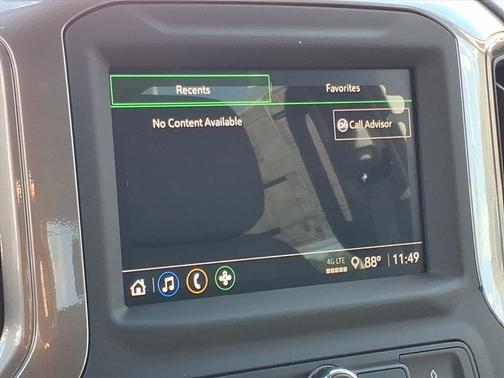 Recents Favorites
No Content Available
Call Advisor
4G LTE
88° 11:49